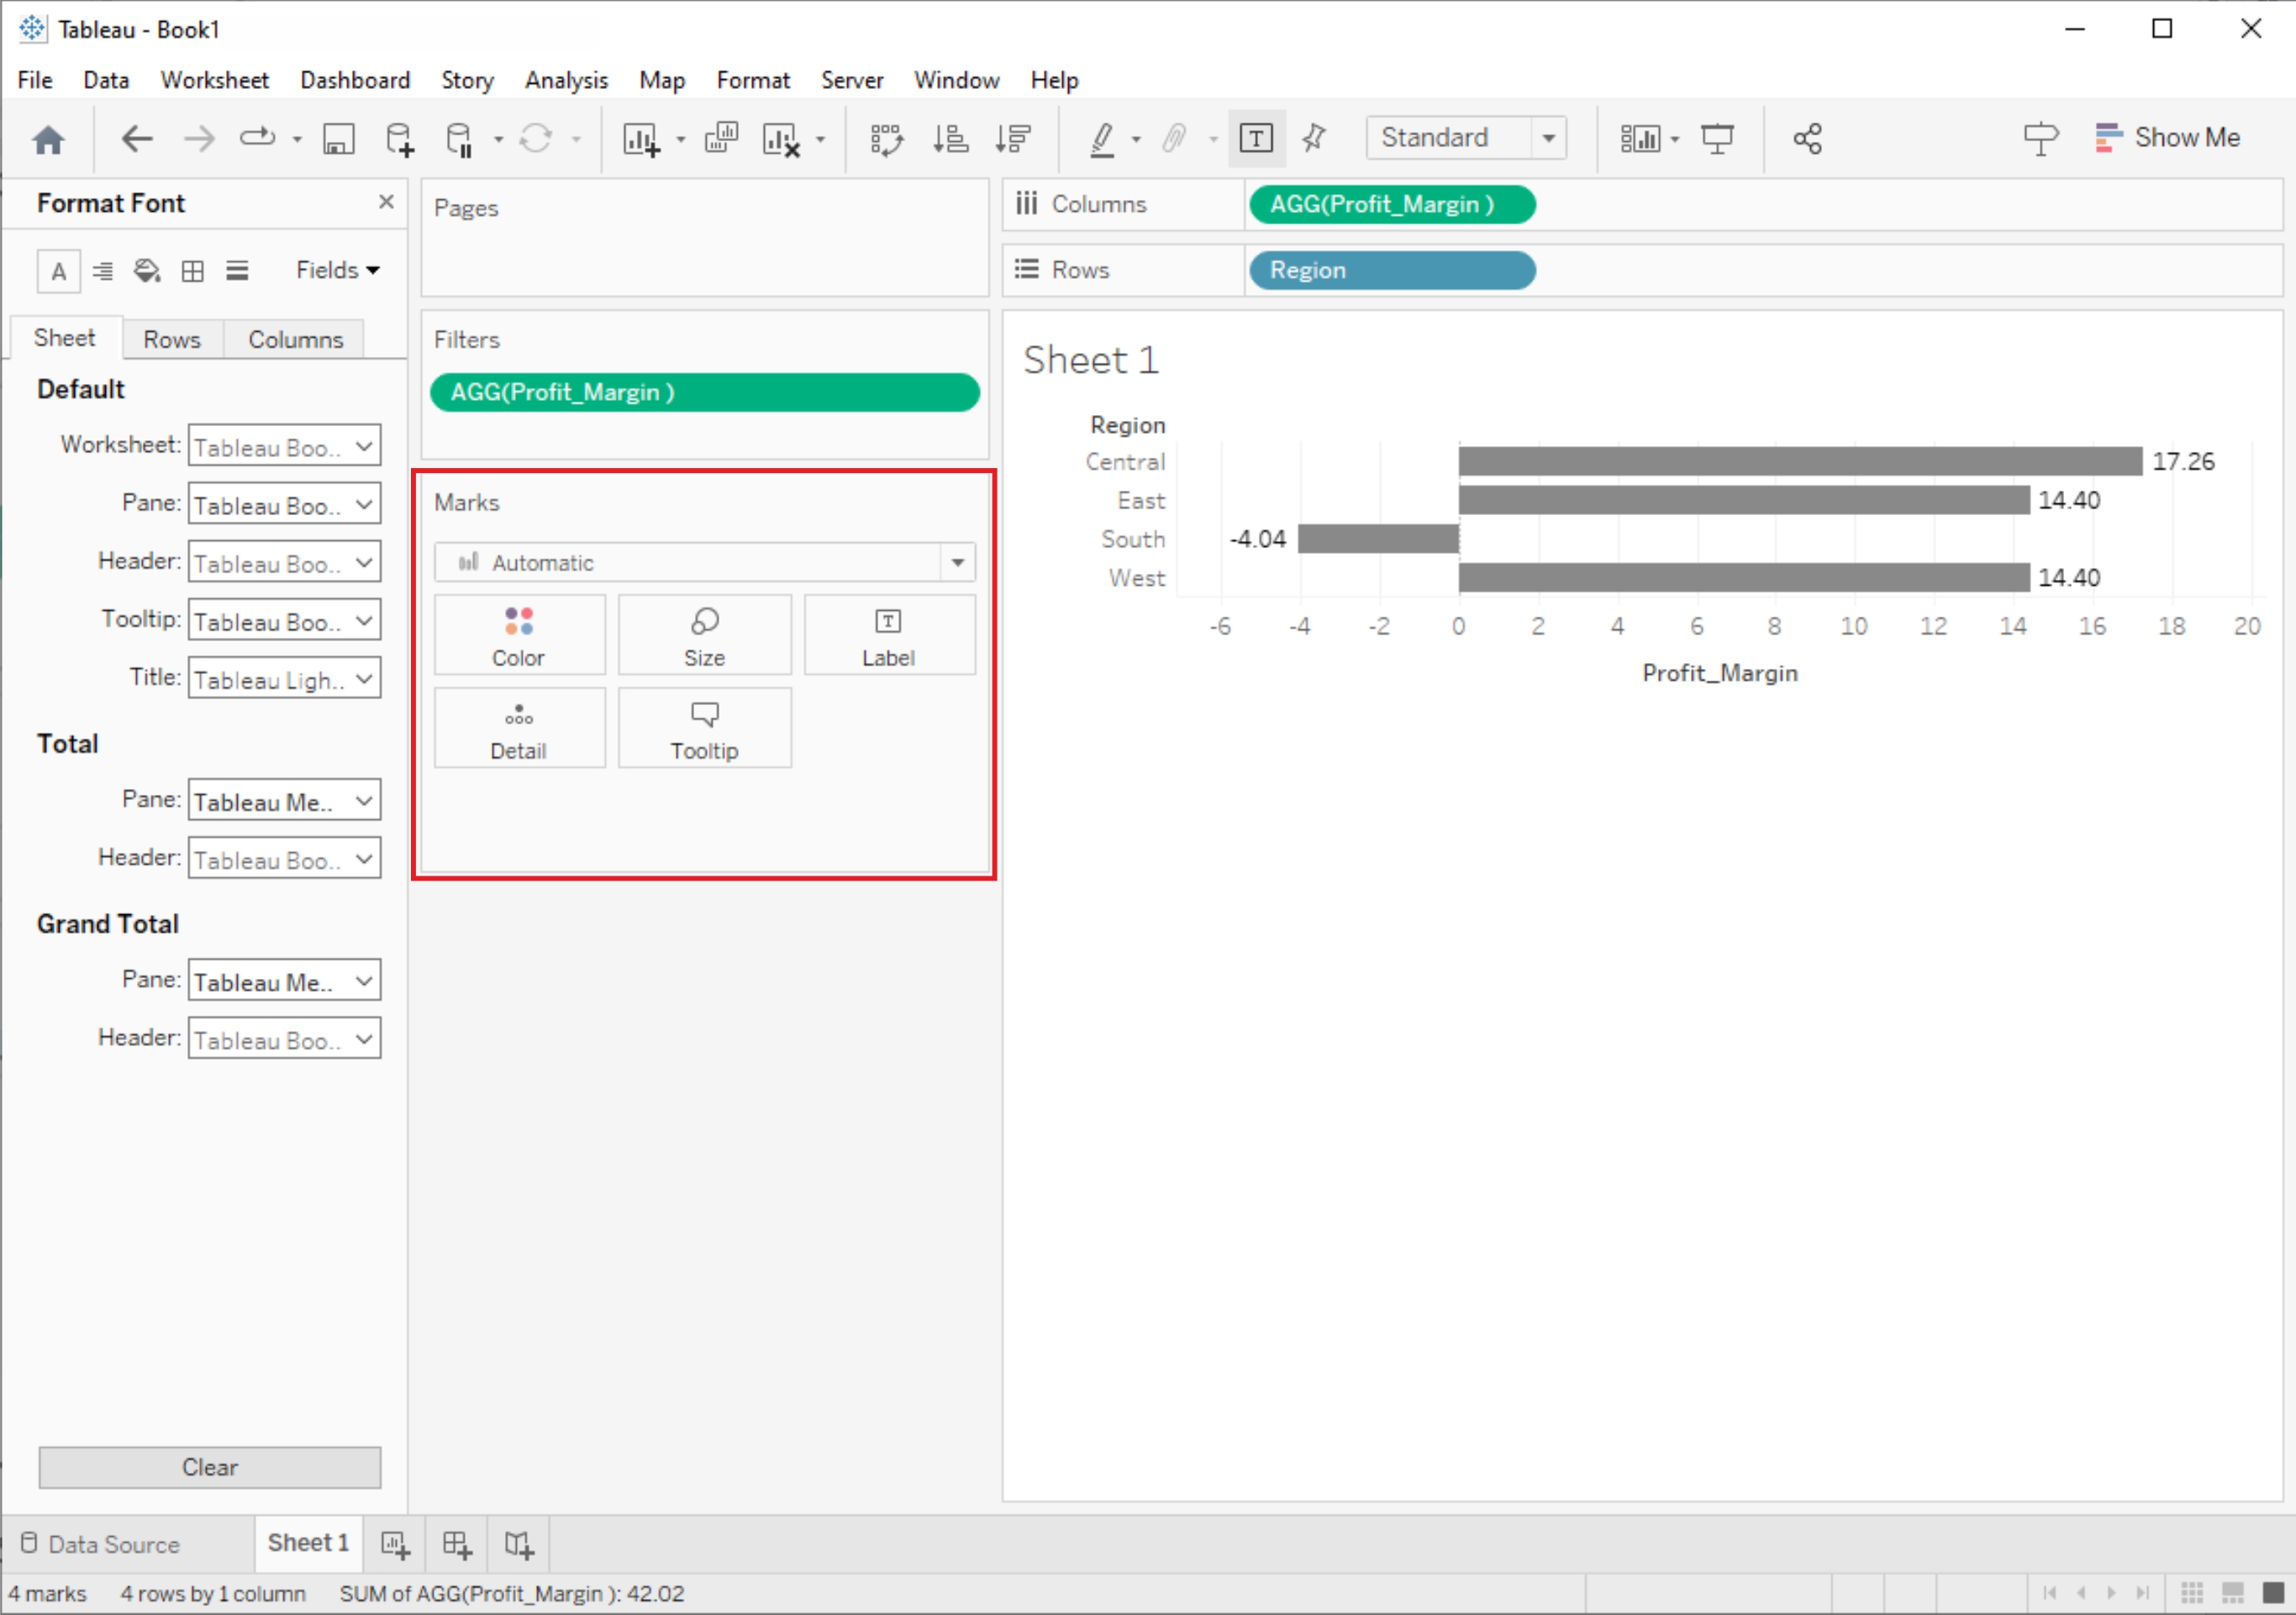 Tableau - Book1
File Data Worksheet Dashboard Story Analysis Map Format Server Window Help
Standard
Show Me
Format Font
A
Fields
Sheet Rows Columns
Default
Worksheet: Tableau Boo..
Pane: Tableau Boo..
Header: Tableau Boo..
Tooltip: Tableau Boo..
Title: Tableau Ligh..
Total
Pane: Tableau Me..
Header: Tableau Boo..
Grand Total
Pane: Tableau Me..
Header: Tableau Boo..
Clear
Pages
Filters
AGG(Profit_Margin )
Marks
Automatic
Color Size Label
Detail Tooltip
Columns AGG(Profit_Margin )
Rows Region
Sheet 1
Region
Central 17.26
East 14.40
South -4.04
West 14.40
-6 -4 -2 0 2 4 6 8 10 12 14 16 18 20
Profit_Margin
Data Source Sheet 1
4 marks 4 rows by 1 column SUM of AGG(Profit_Margin ): 42.02